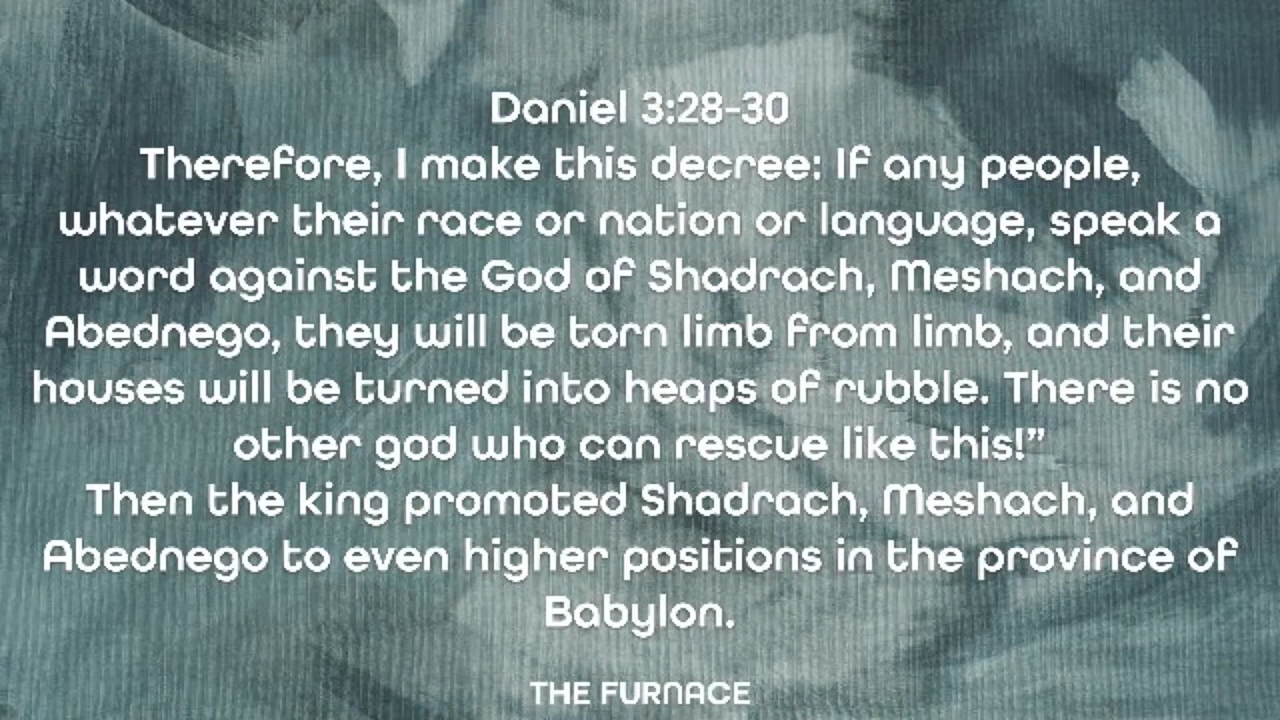 Daniel 3:28-30
Therefore, I make this decree: If any people,
whatever their race or nation or language, speak a
word against the God of Shadrach, Meshach, and
Abednego, they will be torn limb from limb, and their
houses will be turned into heaps of rubble. There is no
other god who can rescue like this!”
Then the king promoted Shadrach, Meshach, and
Abednego to even higher positions in the province of
Babylon.
THE FURNACE